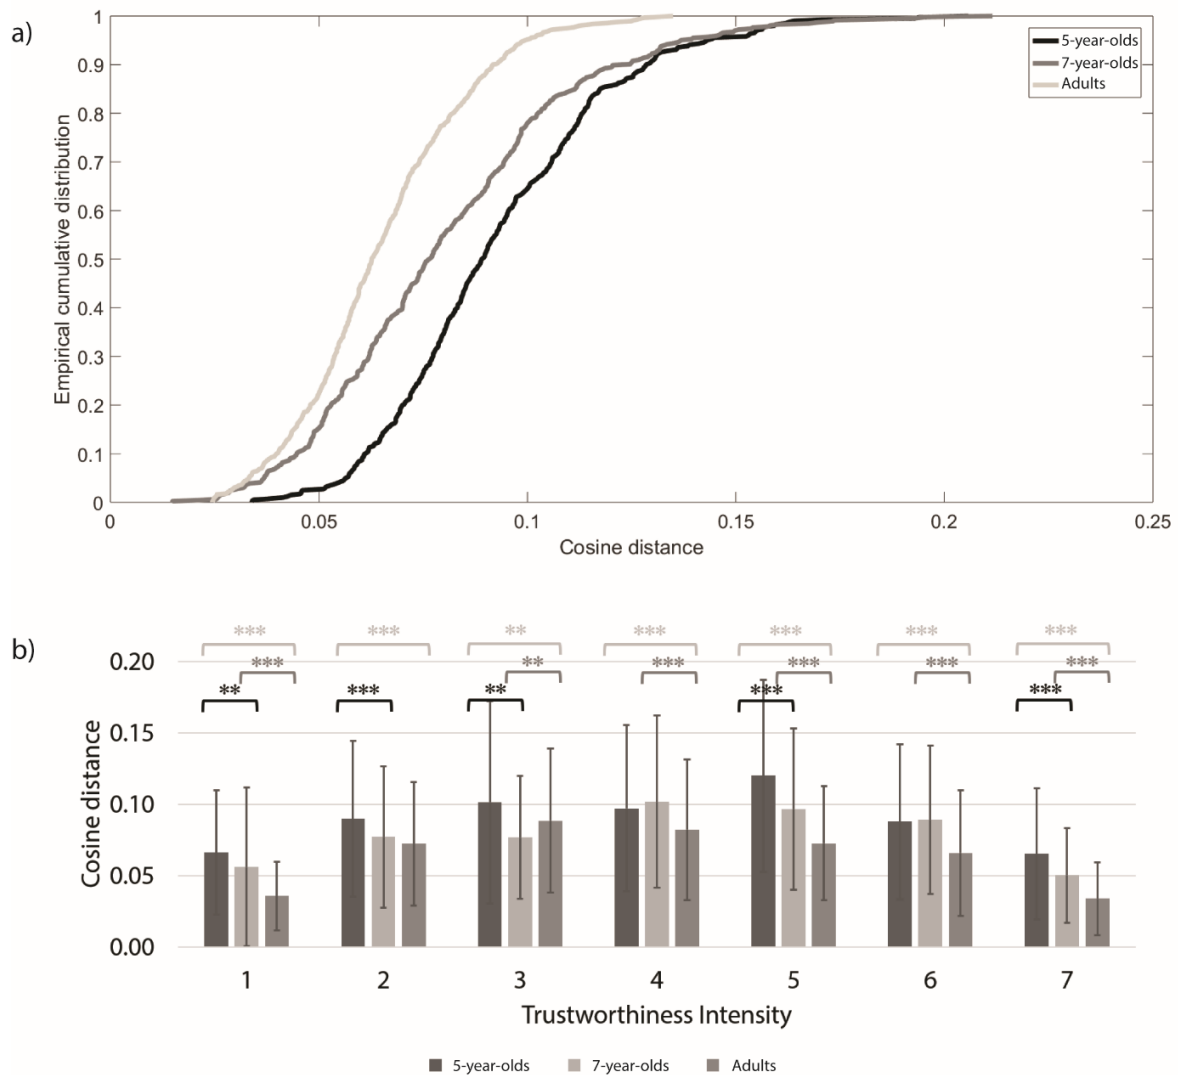 a)
1
0.9
0.8
0.7
0.6
0.5
0.4
0.3
0.2
0.1
0
Empirical cumulative distribution
5-year-olds
7-year-olds
Adults
0 0.05 0.1 0.15 0.2 0.25
Cosine distance
b)
*** *** ** *** *** *** ***
*** ** *** *** *** ***
** *** ** *** ***
0.20
0.15
0.10
0.05
0.00
Cosine distance
1 2 3 4 5 6 7
Trustworthiness Intensity
5-year-olds 7-year-olds Adults